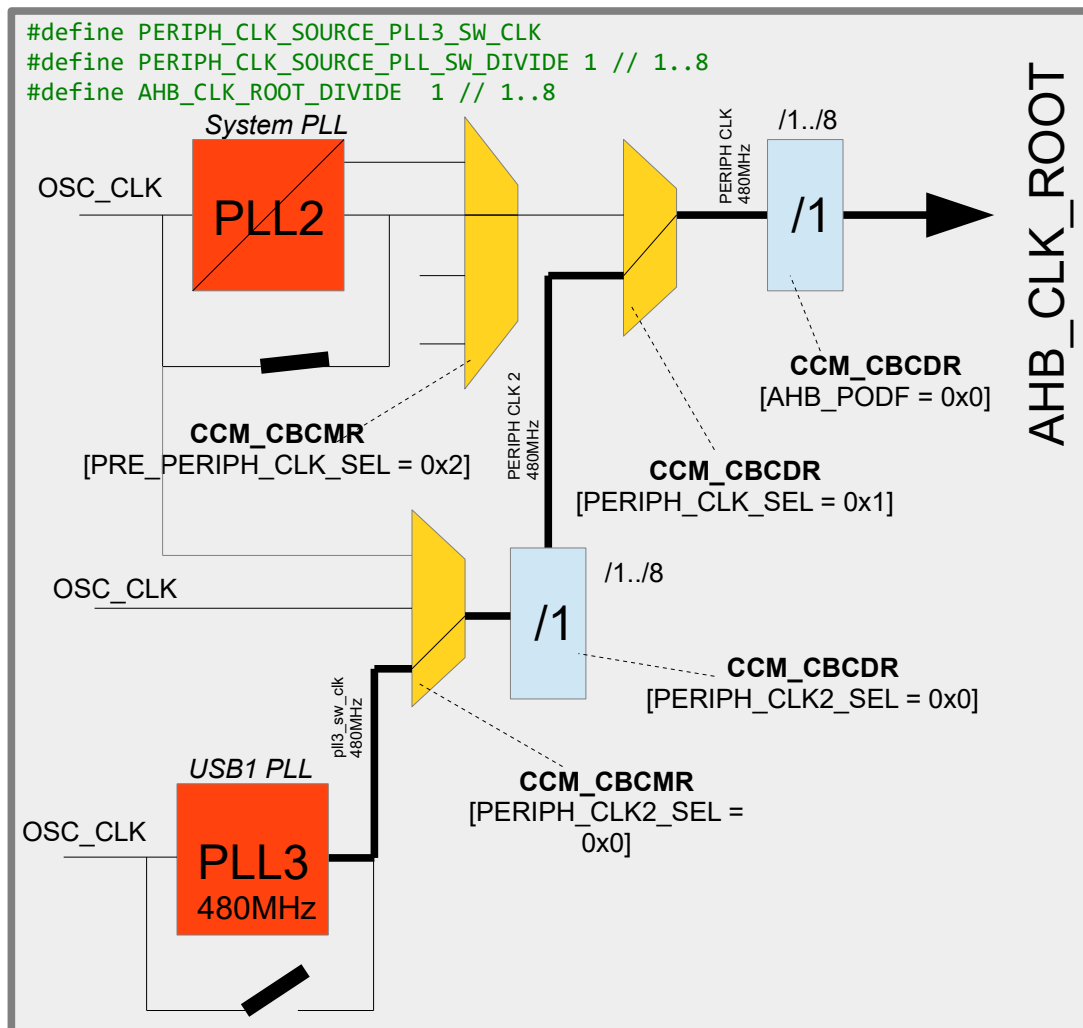 #define PERIPH_CLK_SOURCE_PLL3_SW_CLK
#define PERIPH_CLK_SOURCE_PLL_SW_DIVIDE 1 // 1..8
#define AHB_CLK_ROOT_DIVIDE  1 // 1..8
System PLL
OSC_CLK
PLL2
PERIPH CLK
480MHz
/1../8
/1
AHB_CLK_ROOT
CCM_CBCDR
[AHB_PODF = 0x0]
CCM_CBCMR
[PRE_PERIPH_CLK_SEL = 0x2]
PERIPH CLK 2
480MHz
CCM_CBCDR
[PERIPH_CLK_SEL = 0x1]
OSC_CLK
/1../8
/1
CCM_CBCDR
[PERIPH_CLK2_SEL = 0x0]
pll3_sw_clk
480MHz
USB1 PLL
CCM_CBCMR
[PERIPH_CLK2_SEL =
0x0]
OSC_CLK
PLL3
480MHz